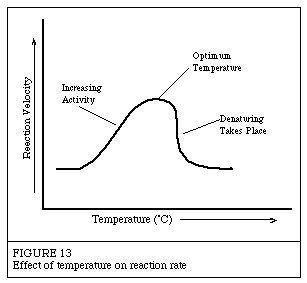 Optimum
Temperature
Increasing
Activity
Reaction Velocity
Denaturing
Takes Place
Temperature (°C)
FIGURE 13
Effect of temperature on reaction rate